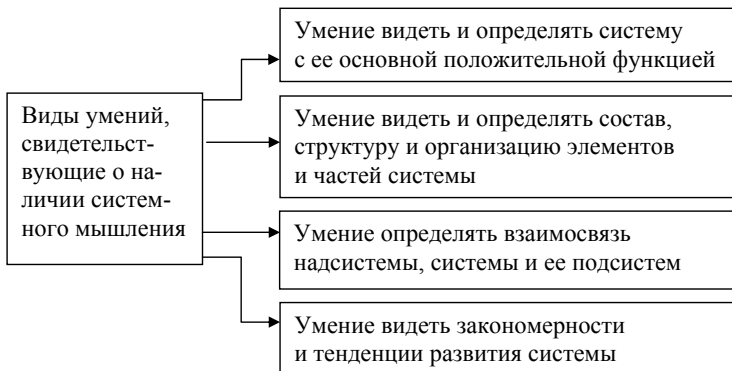 Виды умений,
свидетельст-
вующие о на-
личии систем-
ного мышления
Умение видеть и определять систему
с ее основной положительной функцией
Умение видеть и определять состав,
структуру и организацию элементов
и частей системы
Умение определять взаимосвязь
надсистемы, системы и ее подсистем
Умение видеть закономерности
и тенденции развития системы